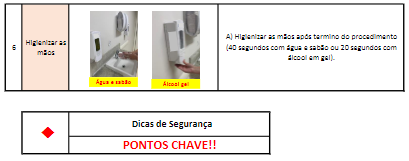 6
Higienizar as
mãos
Água e sabão
Álcool gel
A) Higienizar as mãos após termino do procedimento
(40 segundos com água e sabão ou 20 segundos com
álcool em gel).
Dicas de Segurança
PONTOS CHAVE!!